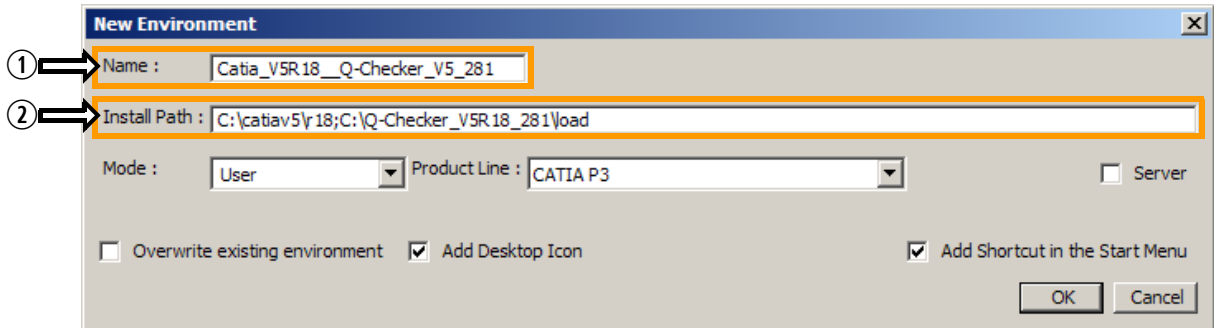 New Environment
① Name : Catia_V5R18__Q-Checker_V5_281
② Install Path : C:\catiav5\r18;C:\Q-Checker_V5R18_281\load
Mode : User Product Line : CATIA P3 Server
Overwrite existing environment Add Desktop Icon Add Shortcut in the Start Menu
OK Cancel